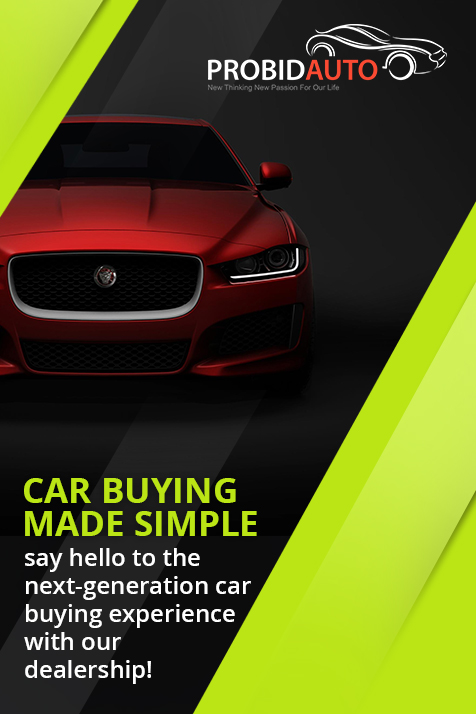 PROBIDAUTO
New Thinking New Passion For Our Life
CAR BUYING
MADE SIMPLE
say hello to the
next-generation car
buying experience
with our
dealership!